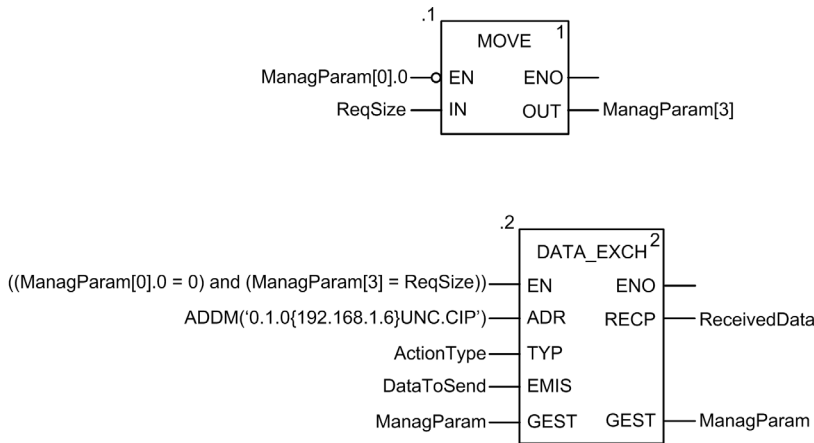 .1
1
MOVE
ManagParam[0].0 EN ENO
ReqSize IN OUT ManagParam[3]
.2
2
DATA_EXCH
((ManagParam[0].0 = 0) and (ManagParam[3] = ReqSize)) EN ENO
ADDM(‘0.1.0{192.168.1.6}UNC.CIP’) ADR RECP ReceivedData
ActionType TYP
DataToSend EMIS
ManagParam GEST GEST ManagParam